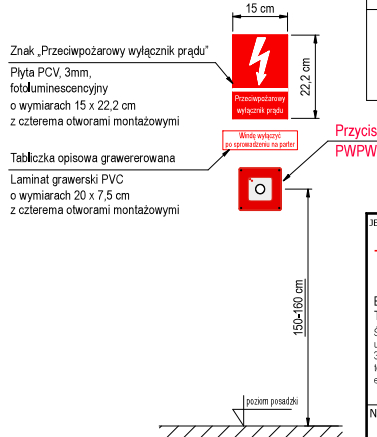 15 cm
Znak „Przeciwpożarowy wyłącznik prądu"
Płyta PCV, 3mm,
fotoluminescencyjny
o wymiarach 15 x 22,2 cm
z czterema otworami montażowymi
22,2 cm
Przeciwpożarowy
wyłącznik prądu
Windę wyłączyć
po sprowadzeniu na parter
Tabliczka opisowa grawererowana
Laminat grawerski PVC
o wymiarach 20 x 7,5 cm
z czterema otworami montażowymi
Przycis
PWPW
150-160 cm
poziom posadzki